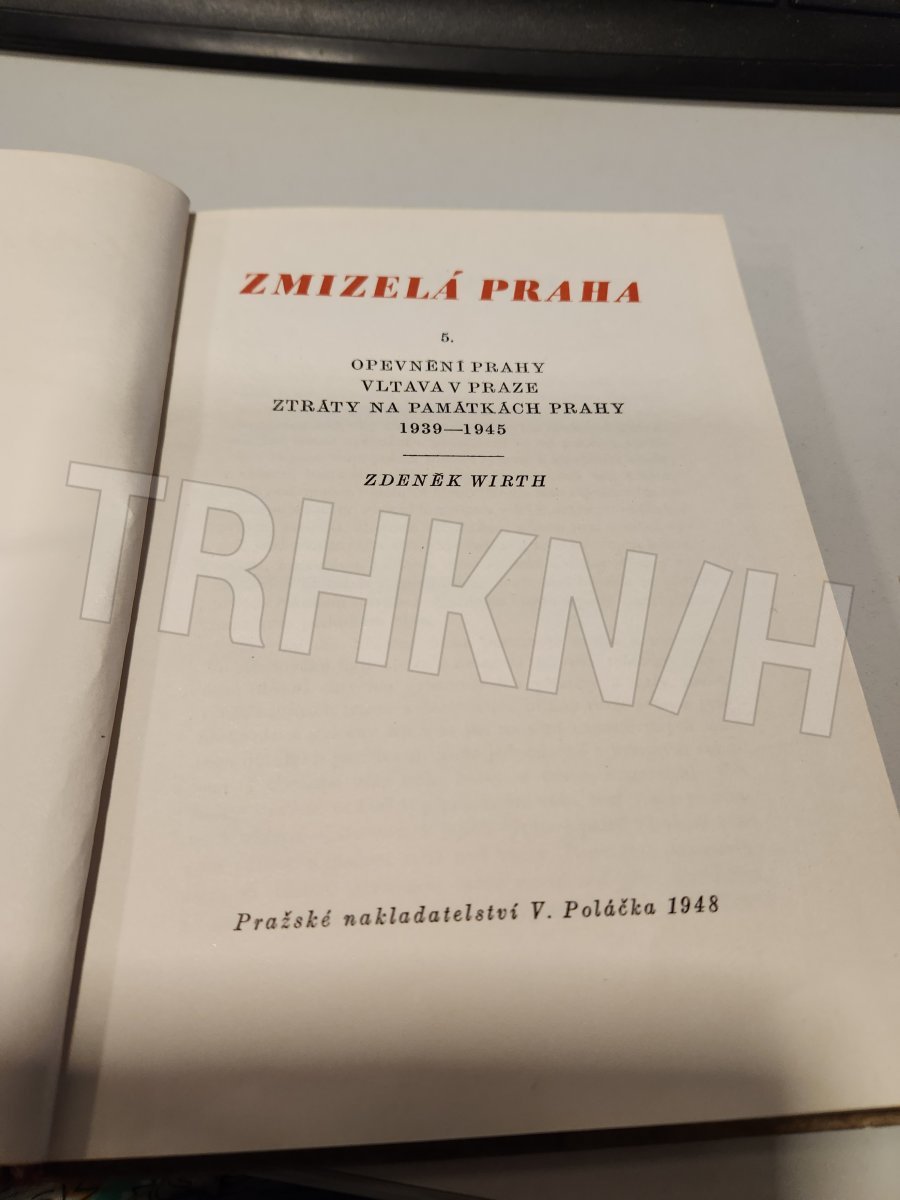 ZMIZELÁ PRAHA
5.
OPEVNĚNÍ PRAHY
VLTAVA V PRAZE
ZTRÁTY NA PAMÁTKÁCH PRAHY
1939—1945
ZDENĚK WIRTH
TRHKN/H
Pražské nakladatelství V. Poláčka 1948